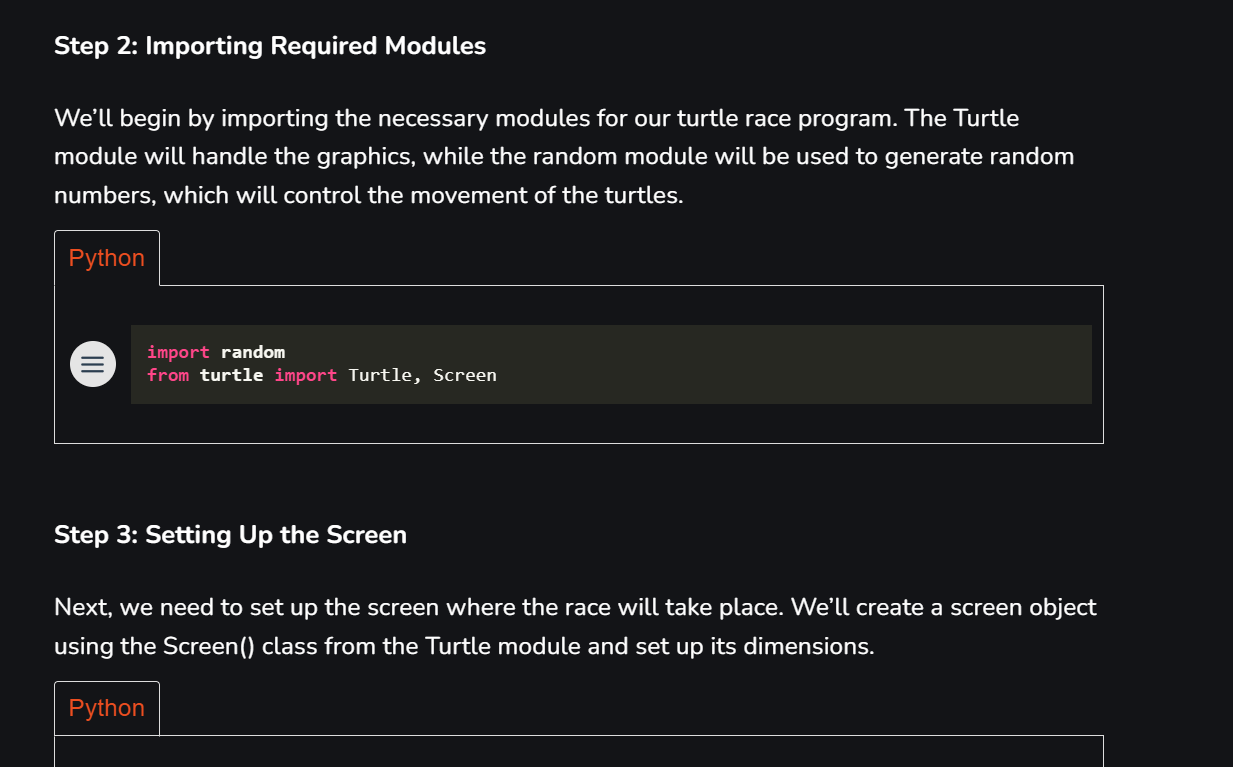 Step 2: Importing Required Modules
We’ll begin by importing the necessary modules for our turtle race program. The Turtle
module will handle the graphics, while the random module will be used to generate random
numbers, which will control the movement of the turtles.
Python
import random
from turtle import Turtle, Screen
Step 3: Setting Up the Screen
Next, we need to set up the screen where the race will take place. We’ll create a screen object
using the Screen() class from the Turtle module and set up its dimensions.
Python